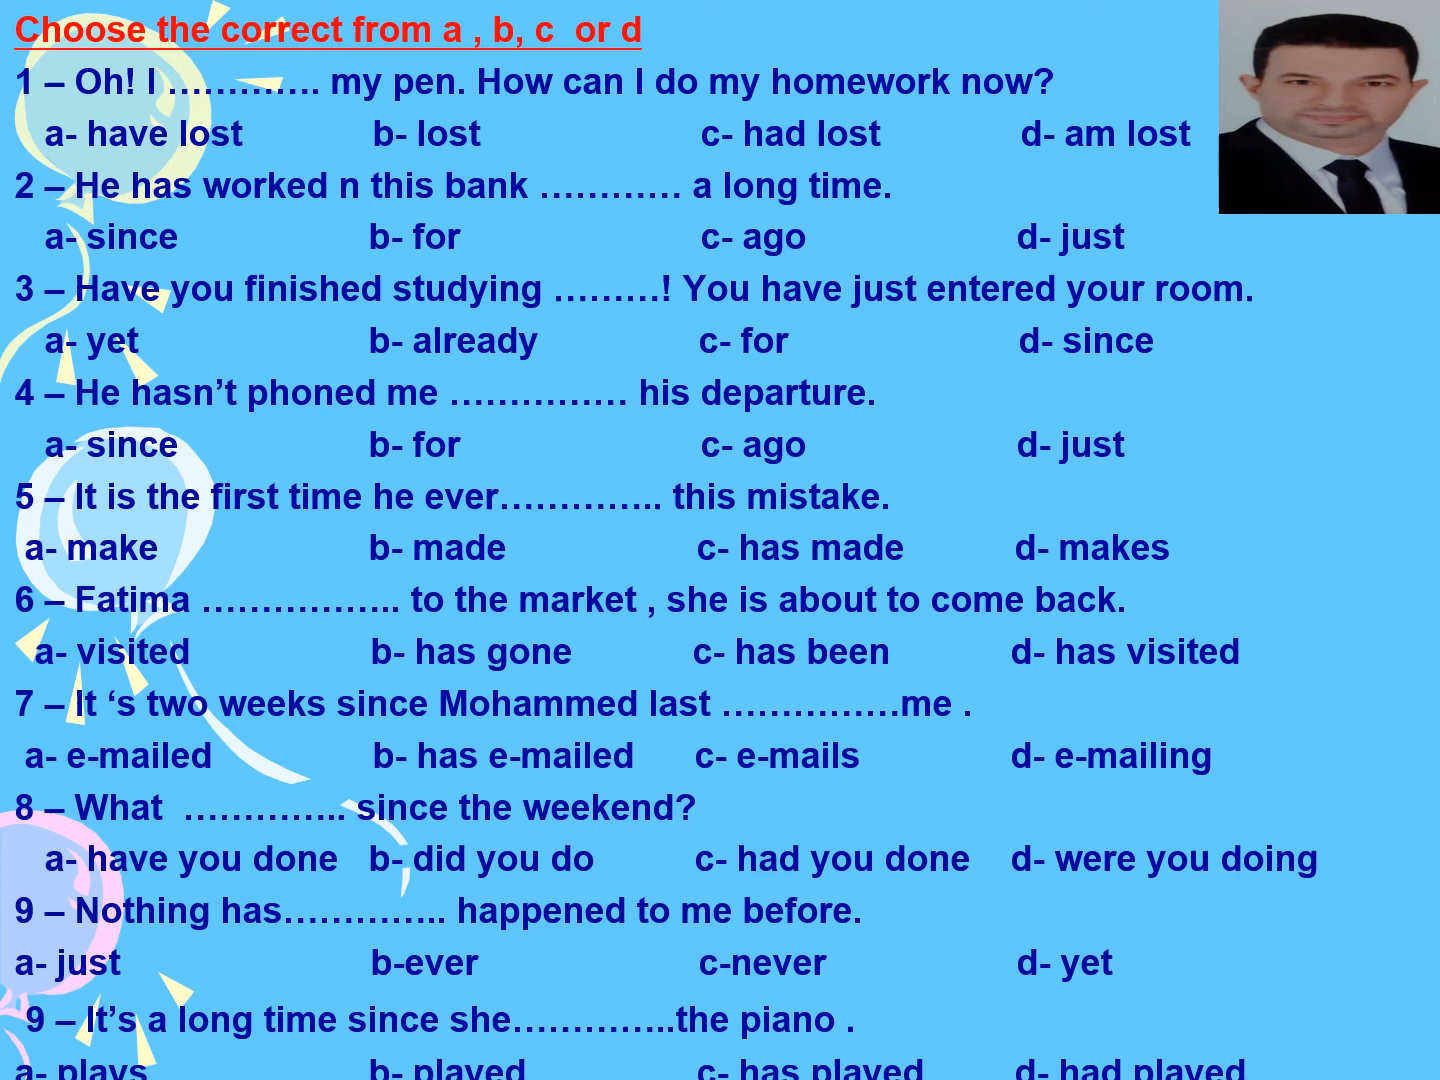 Choose the correct from a , b, c  or d
1 – Oh! I …………. my pen. How can I do my homework now?
a- have lost b- lost c- had lost d- am lost
2 – He has worked n this bank ………… a long time.
a- since b- for c- ago d- just
3 – Have you finished studying ………! You have just entered your room.
a- yet b- already c- for d- since
4 – He hasn’t phoned me …………… his departure.
a- since b- for c- ago d- just
5 – It is the first time he ever………….. this mistake.
a- make b- made c- has made d- makes
6 – Fatima …………….. to the market , she is about to come back.
a- visited b- has gone c- has been d- has visited
7 – It ‘s two weeks since Mohammed last ……………me .
a- e-mailed b- has e-mailed c- e-mails d- e-mailing
8 – What  ………….. since the weekend?
a- have you done b- did you do c- had you done d- were you doing
9 – Nothing has………….. happened to me before.
a- just b-ever c-never d- yet
9 – It’s a long time since she…………..the piano .
a- plays b- played c- has played d- had played